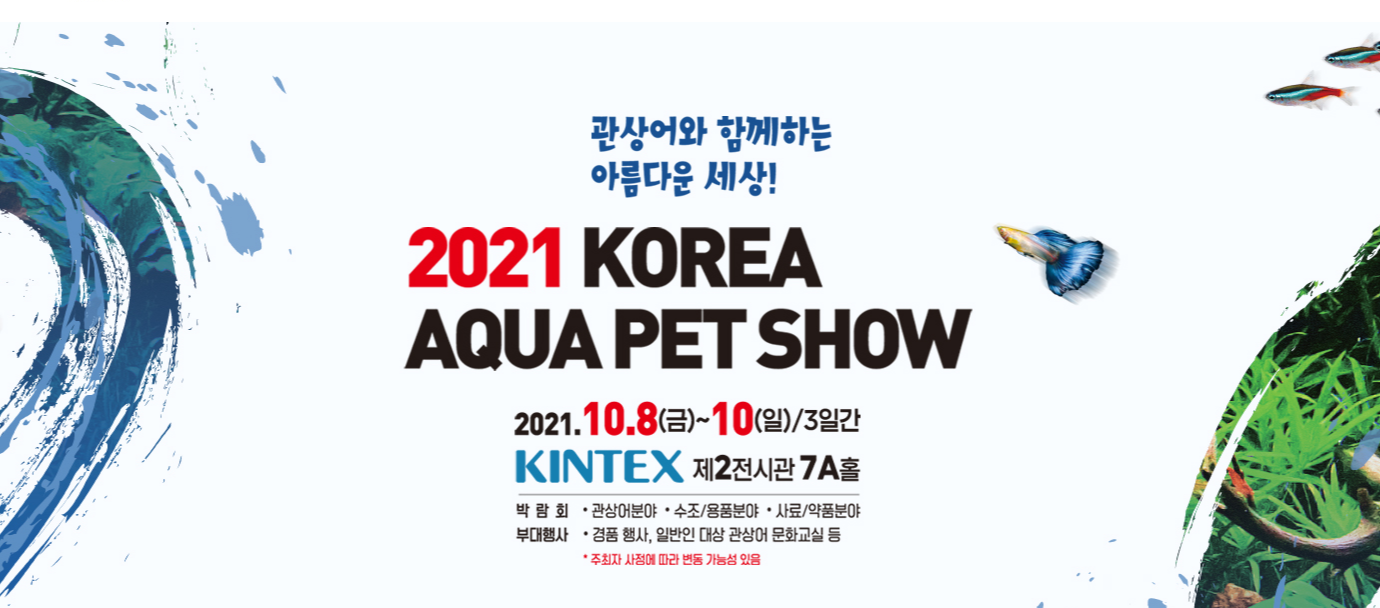 관상어와 함께하는
아름다운 세상!
2021 KOREA
AQUA PET SHOW
2021.10.8(금)~10(일)/3일간
KINTEX 제2전시관 7A홀
박 람 회 • 관상어분야 • 수조/용품분야 • 사료/약품분야
부대행사 • 경품 행사, 일반인 대상 관상어 문화교실 등
* 주최자 사정에 따라 변동 가능성 있음